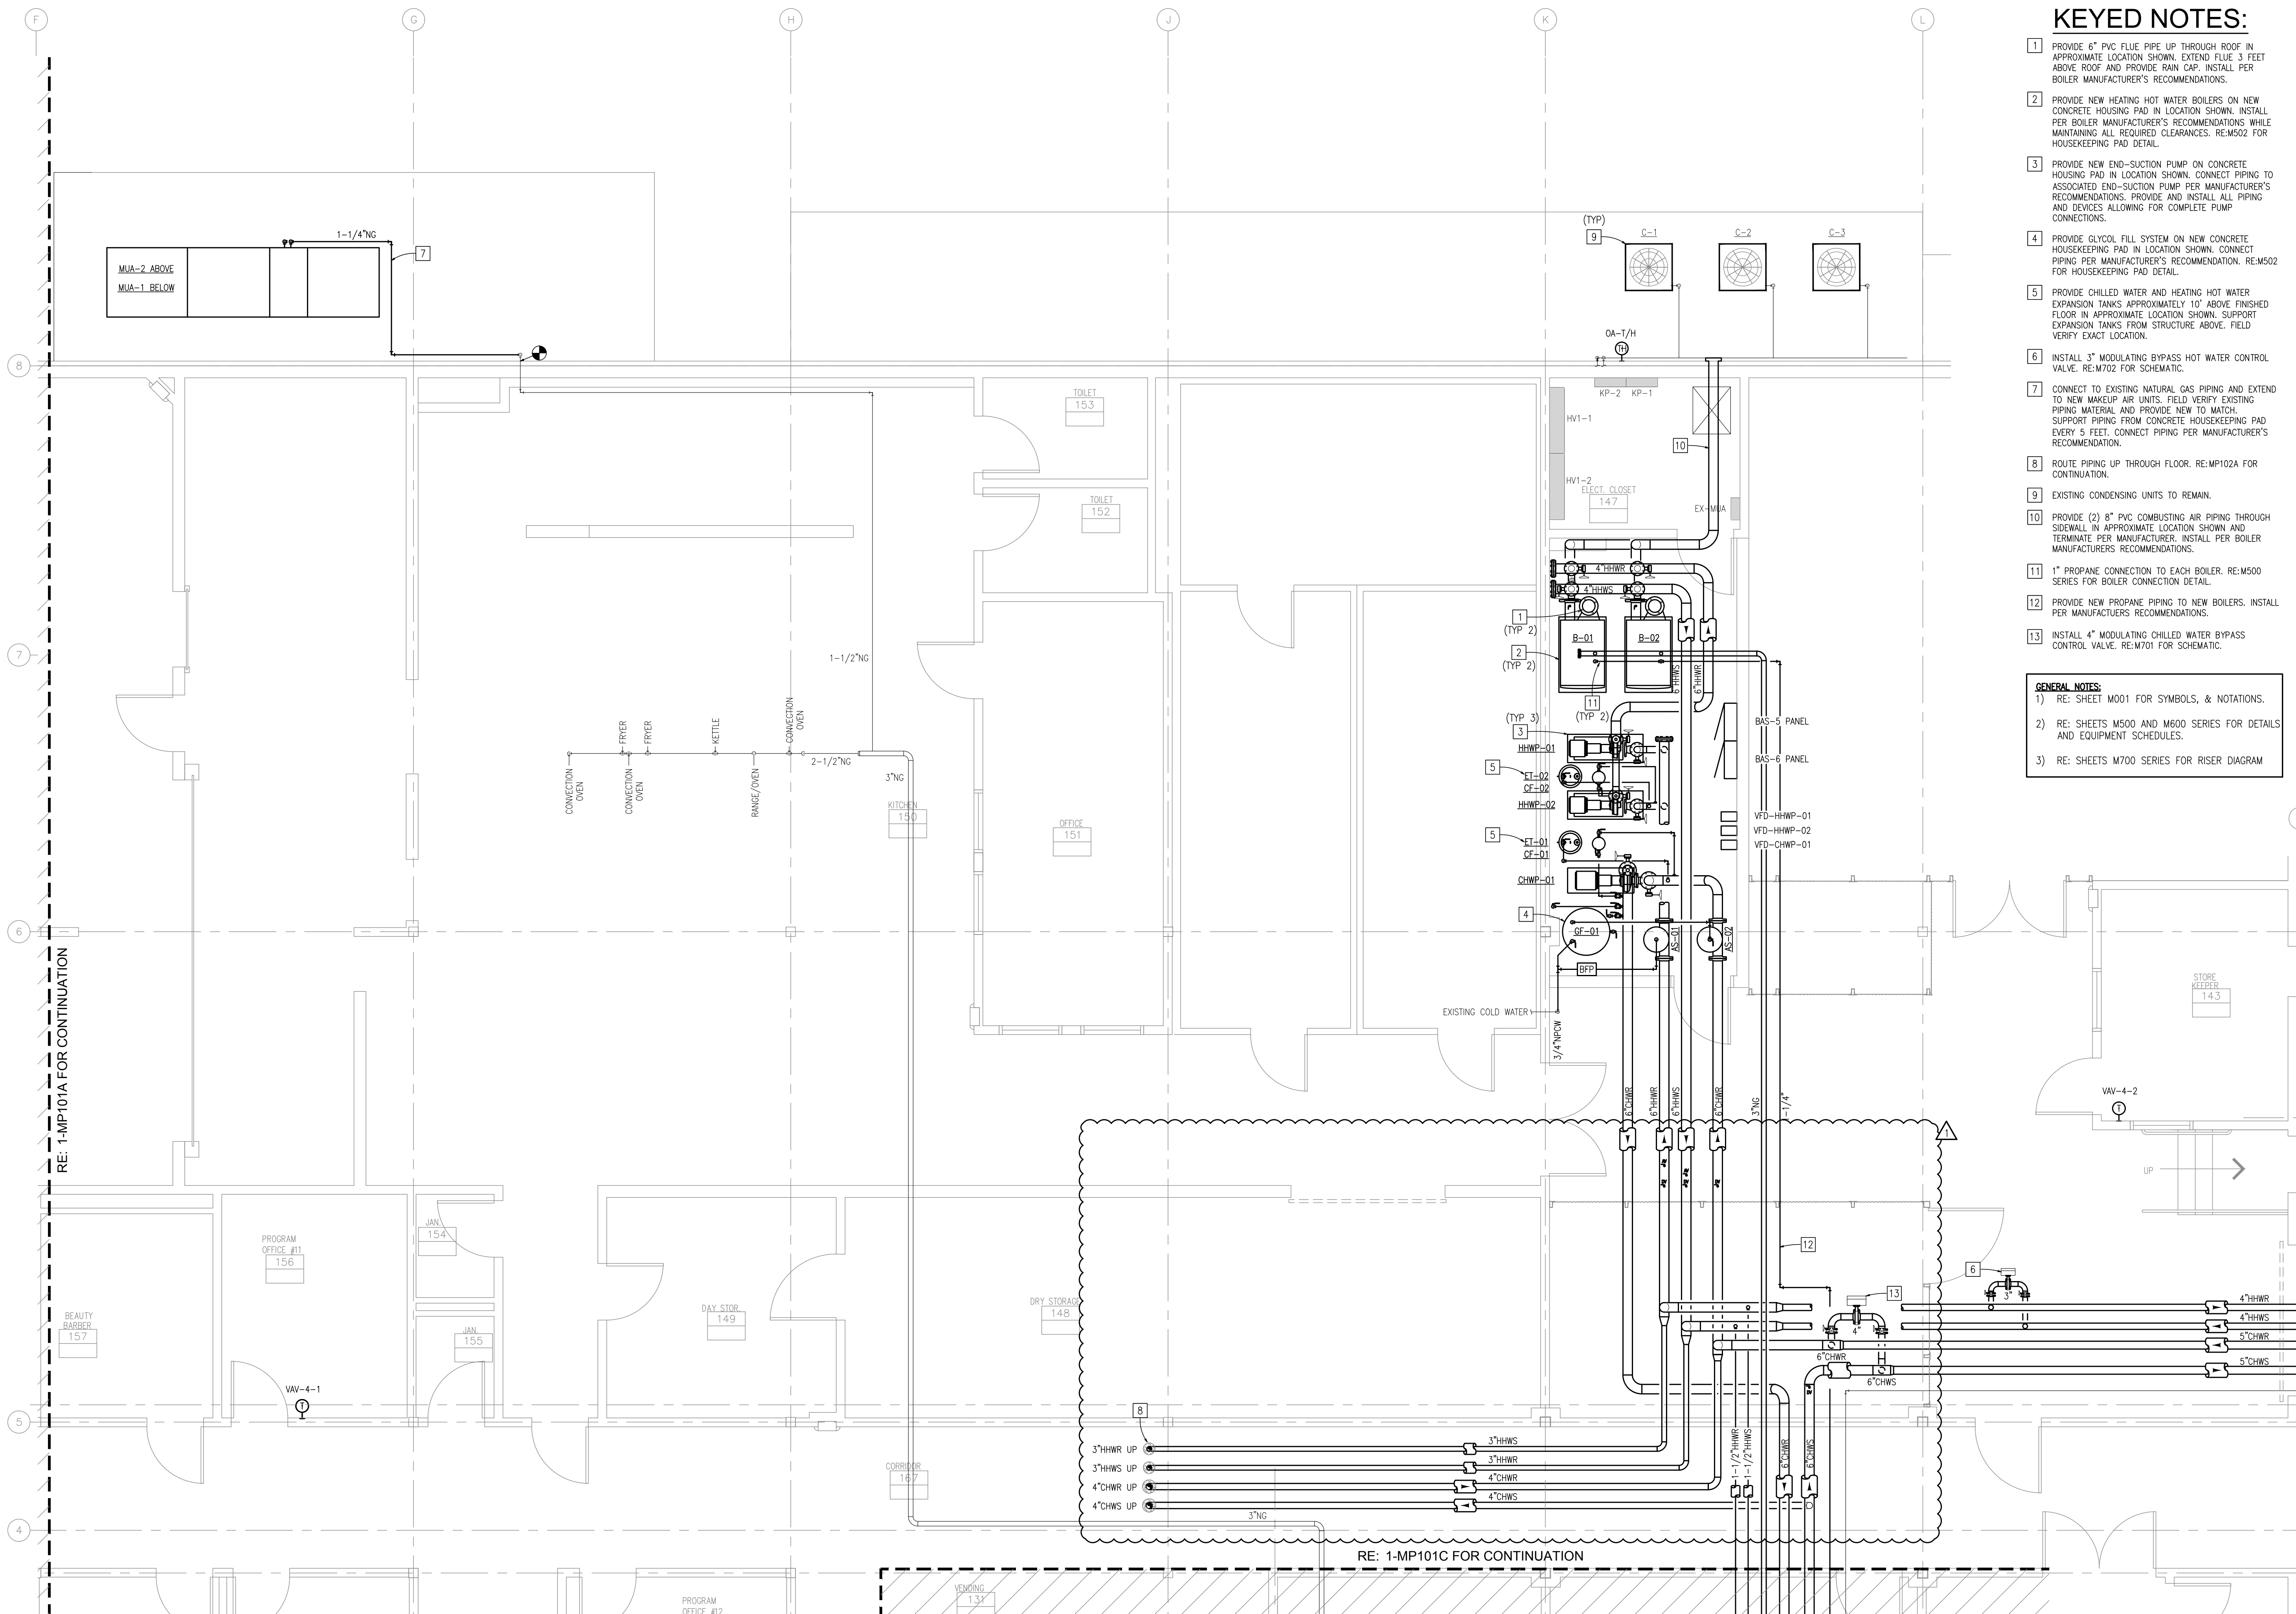 F
G
H
J
K
L
KEYED NOTES:
1 PROVIDE 6" PVC FLUE PIPE UP THROUGH ROOF IN
APPROXIMATE LOCATION SHOWN. EXTEND FLUE 3 FEET
ABOVE ROOF AND PROVIDE RAIN CAP. INSTALL PER
BOILER MANUFACTURER'S RECOMMENDATIONS.
2 PROVIDE NEW HEATING HOT WATER BOILERS ON NEW
CONCRETE HOUSING PAD IN LOCATION SHOWN. INSTALL
PER BOILER MANUFACTURER'S RECOMMENDATIONS WHILE
MAINTAINING ALL REQUIRED CLEARANCES. RE:M502 FOR
HOUSEKEEPING PAD DETAIL.
3 PROVIDE NEW END-SUCTION PUMP ON CONCRETE
HOUSING PAD IN LOCATION SHOWN. CONNECT PIPING TO
ASSOCIATED END-SUCTION PUMP PER MANUFACTURER'S
RECOMMENDATIONS. PROVIDE AND INSTALL ALL PIPING
AND DEVICES ALLOWING FOR COMPLETE PUMP
CONNECTIONS.
4 PROVIDE GLYCOL FILL SYSTEM ON NEW CONCRETE
HOUSEKEEPING PAD IN LOCATION SHOWN. CONNECT
PIPING PER MANUFACTURER'S RECOMMENDATION. RE:M502
FOR HOUSEKEEPING PAD DETAIL.
5 PROVIDE CHILLED WATER AND HEATING HOT WATER
EXPANSION TANKS APPROXIMATELY 10' ABOVE FINISHED
FLOOR IN APPROXIMATE LOCATION SHOWN. SUPPORT
EXPANSION TANKS FROM STRUCTURE ABOVE. FIELD
VERIFY EXACT LOCATION.
6 INSTALL 3" MODULATING BYPASS HOT WATER CONTROL
VALVE. RE:M702 FOR SCHEMATIC.
7 CONNECT TO EXISTING NATURAL GAS PIPING AND EXTEND
TO NEW MAKEUP AIR UNITS. FIELD VERIFY EXISTING
PIPING MATERIAL AND PROVIDE NEW TO MATCH.
SUPPORT PIPING FROM CONCRETE HOUSEKEEPING PAD
EVERY 5 FEET. CONNECT PIPING PER MANUFACTURER'S
RECOMMENDATION.
8 ROUTE PIPING UP THROUGH FLOOR. RE:MP102A FOR
CONTINUATION.
9 EXISTING CONDENSING UNITS TO REMAIN.
10 PROVIDE (2) 8" PVC COMBUSTING AIR PIPING THROUGH
SIDEWALL IN APPROXIMATE LOCATION SHOWN AND
TERMINATE PER MANUFACTURER. INSTALL PER BOILER
MANUFACTURERS RECOMMENDATIONS.
11 1" PROPANE CONNECTION TO EACH BOILER. RE:M500
SERIES FOR BOILER CONNECTION DETAIL.
12 PROVIDE NEW PROPANE PIPING TO NEW BOILERS. INSTALL
PER MANUFACTUERS RECOMMENDATIONS.
13 INSTALL 4" MODULATING CHILLED WATER BYPASS
CONTROL VALVE. RE:M701 FOR SCHEMATIC.
GENERAL NOTES:
1) RE: SHEET M001 FOR SYMBOLS, & NOTATIONS.
2) RE: SHEETS M500 AND M600 SERIES FOR DETAILS
AND EQUIPMENT SCHEDULES.
3) RE: SHEETS M700 SERIES FOR RISER DIAGRAM
1-1/4"NG
7
MUA-2 ABOVE
MUA-1 BELOW
(TYP)
9
C-1
C-2
C-3
OA-T/H
TH
8
KP-2
KP-1
HV1-1
HV1-2
10
ELECT. CLOSET
147
EX-MUA
TOILET
153
TOILET
152
4"HHWR
4"HHWS
1
(TYP 2)
B-01
B-02
2
(TYP 2)
7
1-1/2"NG
6"HHWS
6"HHWR
11
(TYP 2)
(TYP 3)
3
BAS-5 PANEL
BAS-6 PANEL
HHWP-01
5
ET-02
CF-02
HHWP-02
VFD-HHWP-01
VFD-HHWP-02
VFD-CHWP-01
5
ET-01
CF-01
CHWP-01
4
GF-01
AS-01
AS-02
BFP
EXISTING COLD WATER
3/4"NPCW
FRYER
FRYER
KETTLE
CONVECTION
OVEN
2-1/2"NG
3"NG
CONVECTION
OVEN
CONVECTION
OVEN
RANGE/OVEN
KITCHEN
150
OFFICE
151
6
STORE
KEEPER
143
VAV-4-2
T
UP
RE: 1-MP101A FOR CONTINUATION
6"CHWR
6"HHWR
6"HHWS
6"CHWR
3"NG
1-1/4"
1
12
6
3"
13
4"
4"HHWR
4"HHWS
5"CHWR
5"CHWS
6"CHWR
6"CHWS
JAN.
154
PROGRAM
OFFICE #11
156
BEAUTY
BARBER
157
JAN.
155
DAY STOR.
149
DRY STORAGE
148
VAV-4-1
T
5
8
3"HHWR UP
3"HHWS
3"HHWS UP
3"HHWR
4"CHWR UP
4"CHWR
4"CHWS UP
4"CHWS
1-1/2"HHWR
1-1/2"HHWS
6"CHWR
6"CHWS
CORRIDOR
167
4
3"NG
RE: 1-MP101C FOR CONTINUATION
VENDING
131
PROGRAM
OFFICE #12